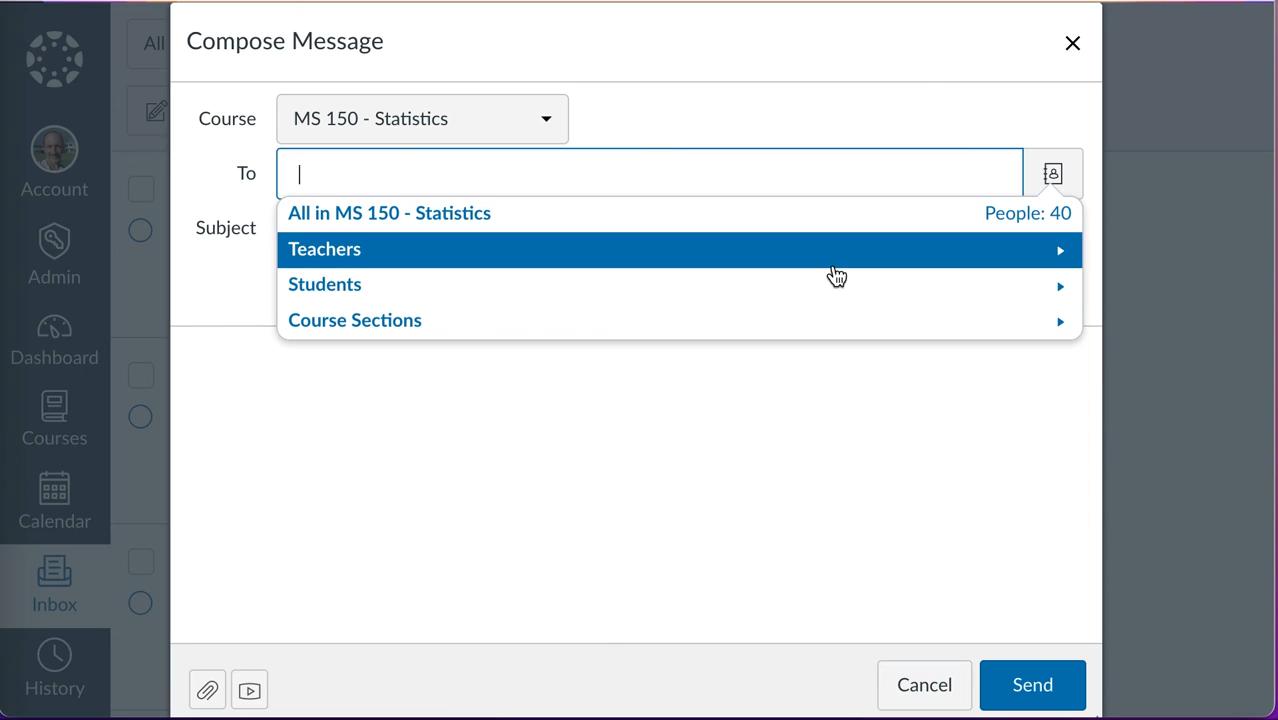 All
Compose Message
Course
MS 150 - Statistics
To
All in MS 150 - Statistics People: 40
Subject
Teachers
Students
Course Sections
Account
Admin
Dashboard
Courses
Calendar
Inbox
History
Cancel
Send